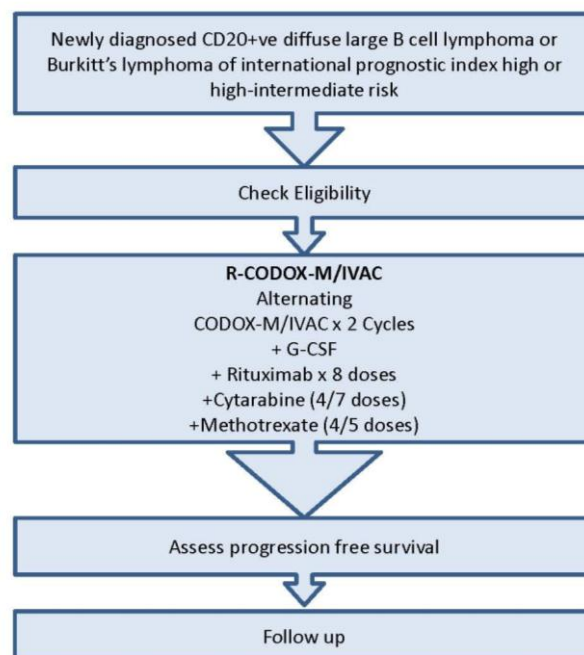 Newly diagnosed CD20+ve diffuse large B cell lymphoma or
Burkitt's lymphoma of international prognostic index high or
high-intermediate risk
Check Eligibility
R-CODOX-M/IVAC
Alternating
CODOX-M/IVAC x 2 Cycles
+ G-CSF
+ Rituximab x 8 doses
+Cytarabine (4/7 doses)
+Methotrexate (4/5 doses)
Assess progression free survival
Follow up